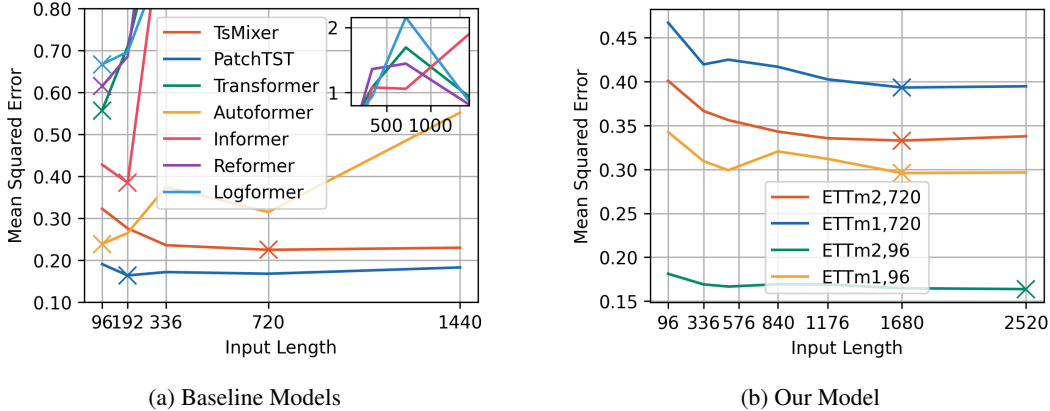 0.80
0.70
0.60
0.50
0.40
0.30
0.20
0.10
Mean Squared Error
TsMixer
PatchTST
Transformer
Autoformer
Informer
Reformer
Logformer
2
1
500 1000
96 192 336 720 1440
Input Length
(a) Baseline Models
0.45
0.40
0.35
0.30
0.25
0.20
0.15
Mean Squared Error
ETTm2,720
ETTm1,720
ETTm2,96
ETTm1,96
96 336 576 840 1176 1680 2520
Input Length
(b) Our Model